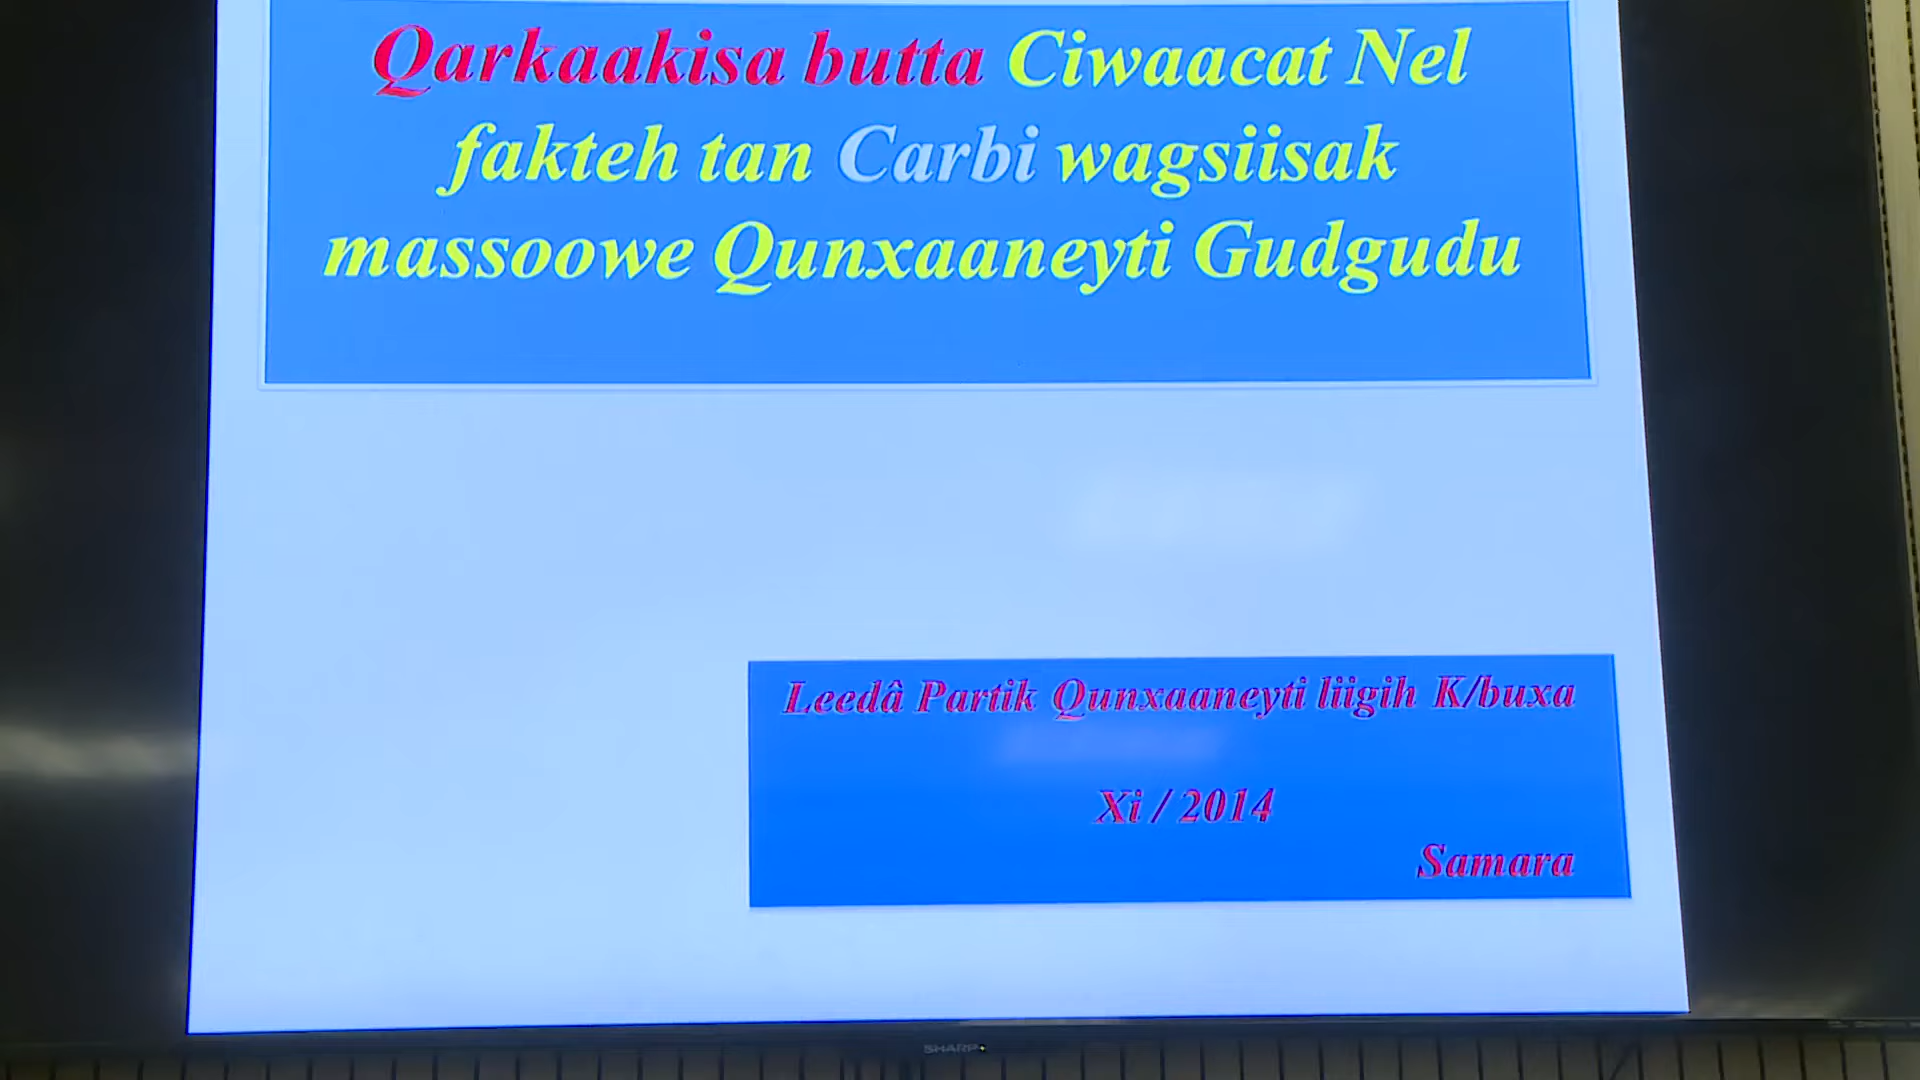 Qarkaakisa butta Ciwaacat Nel
fakteh tan Carbi wagsiisak
massoowe Qunxaaneyti Gudgudu
Leedâ Partik Qunxaaneyti liigih K/buxa
Xi / 2014
Samara
SHARP